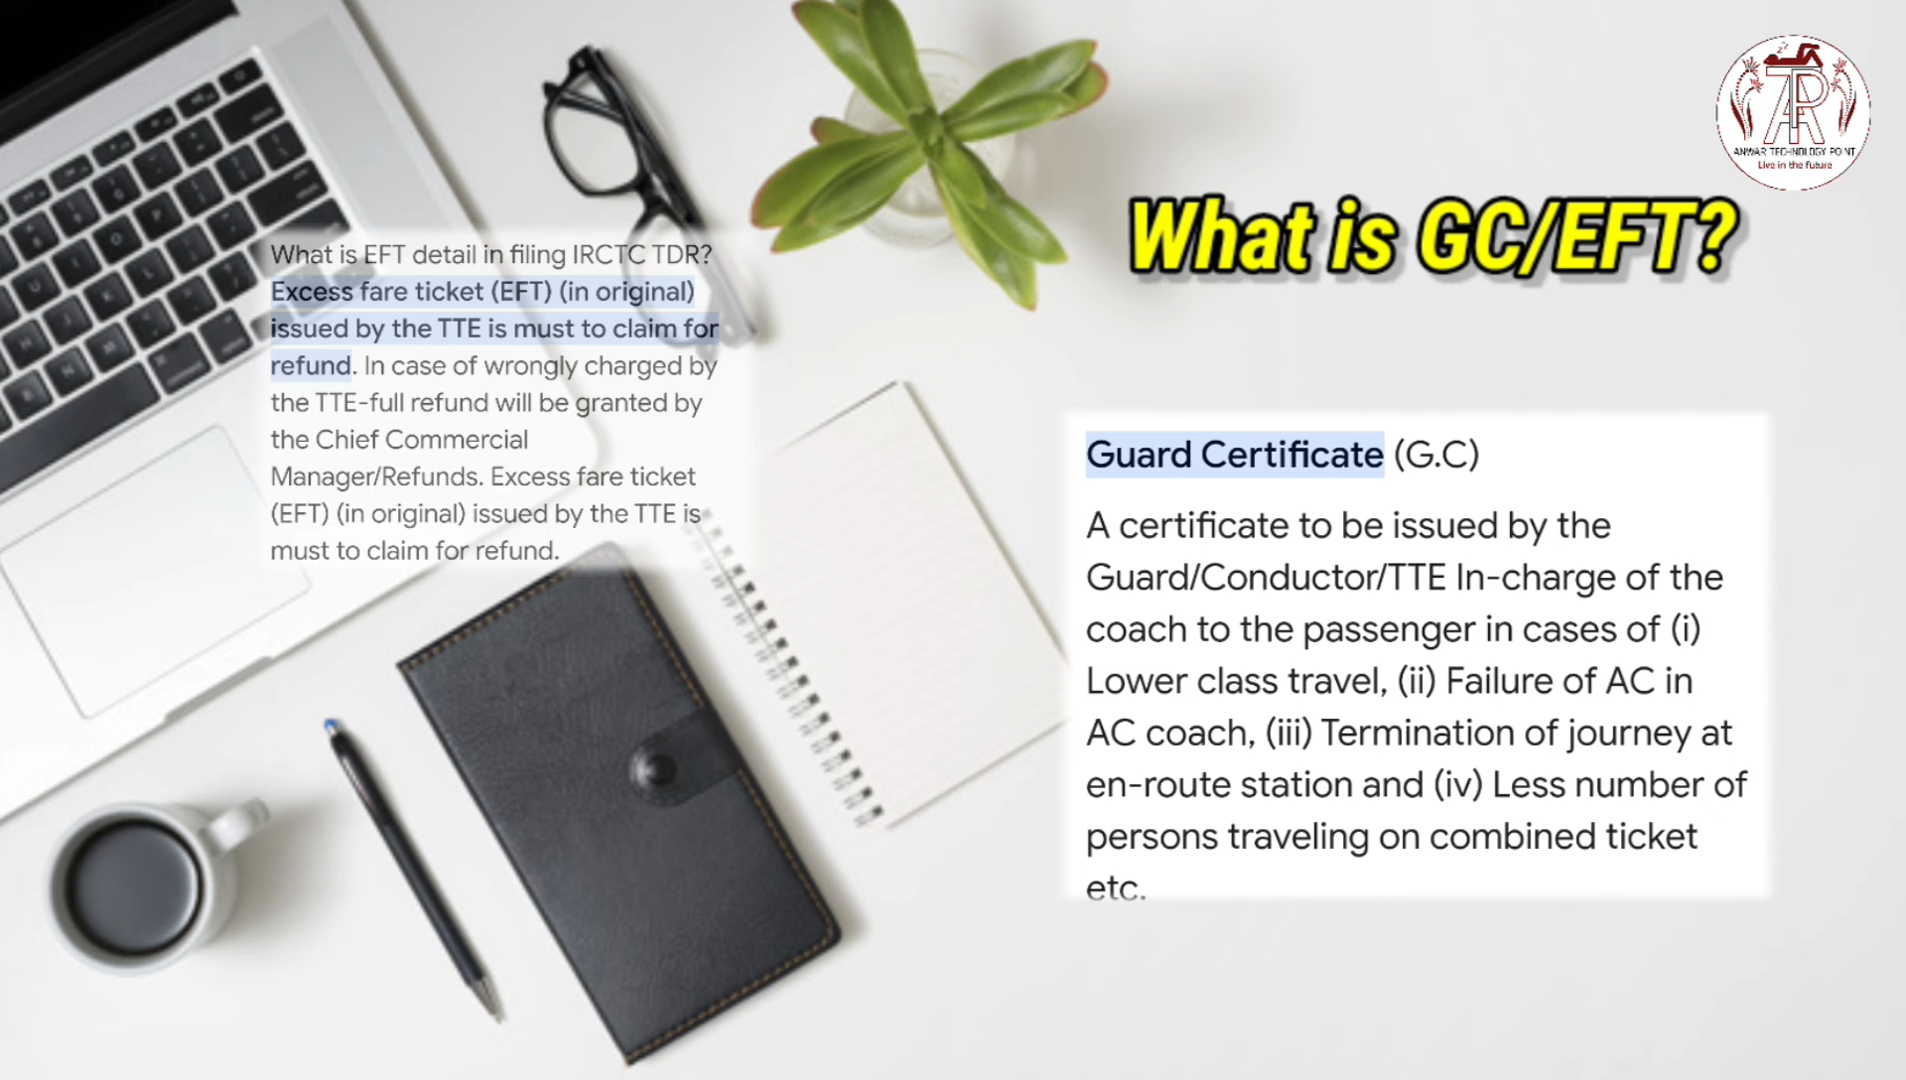 ANWAR TECHNOLOGY POINT
Live in the future
What is GC/EFT?
What is EFT detail in filing IRCTC TDR?
Excess fare ticket (EFT) (in original)
issued by the TTE is must to claim for
refund. In case of wrongly charged by
the TTE-full refund will be granted by
the Chief Commercial
Manager/Refunds. Excess fare ticket
(EFT) (in original) issued by the TTE is
must to claim for refund.
Guard Certificate (G.C)
A certificate to be issued by the
Guard/Conductor/TTE In-charge of the
coach to the passenger in cases of (i)
Lower class travel, (ii) Failure of AC in
AC coach, (iii) Termination of journey at
en-route station and (iv) Less number of
persons traveling on combined ticket
etc.